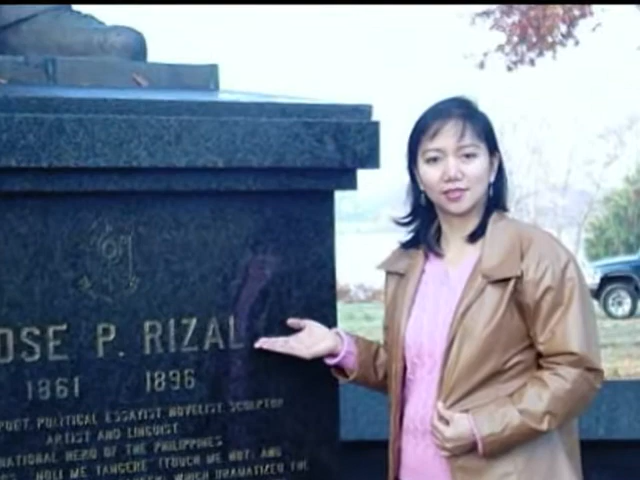 OSE P. RIZAL
1861 1896
POET, POLITICAL ESSAYIST, NOVELIST, SCULPTOR
ARTIST AND LINGUIST
NATIONAL HERO OF THE PHILIPPINES
NOLI ME TANGERE (TOUCH ME NOT) AND
WHICH DRAMATIZED THE